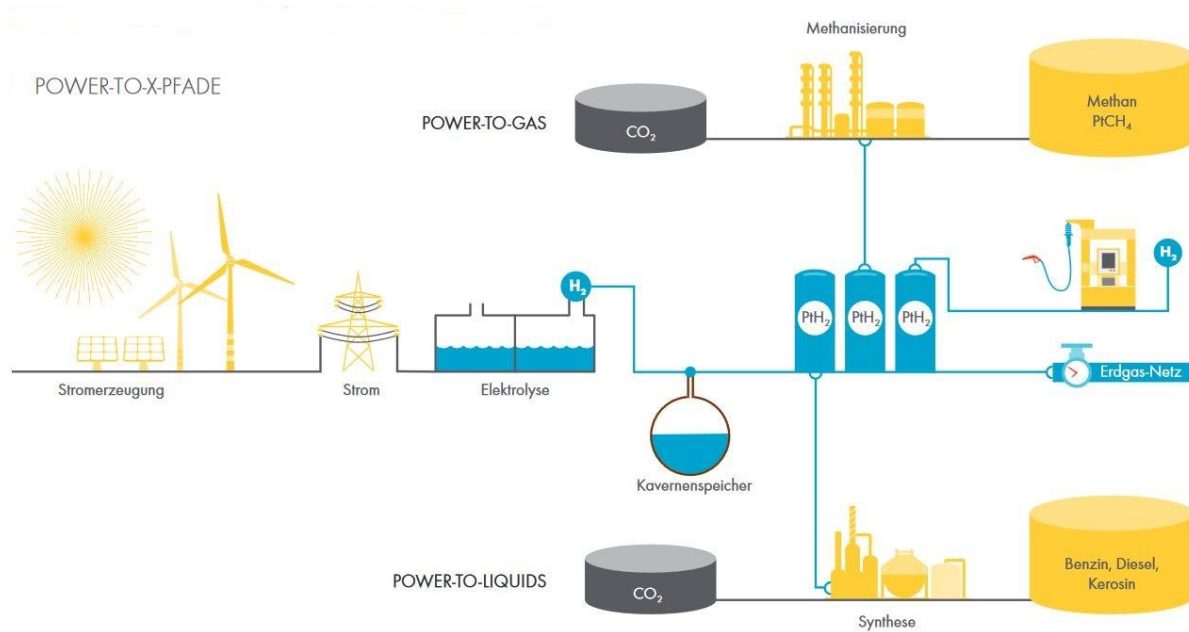 Methanisierung
POWER-TO-X-PFADE
POWER-TO-GAS
CO₂
Methan
PtCH₄
H₂
H₂
PtH₂
PtH₂
PtH₂
Erdgas-Netz
Stromerzeugung
Strom
Elektrolyse
Kavernenspeicher
POWER-TO-LIQUIDS
CO₂
Benzin, Diesel,
Kerosin
Synthese